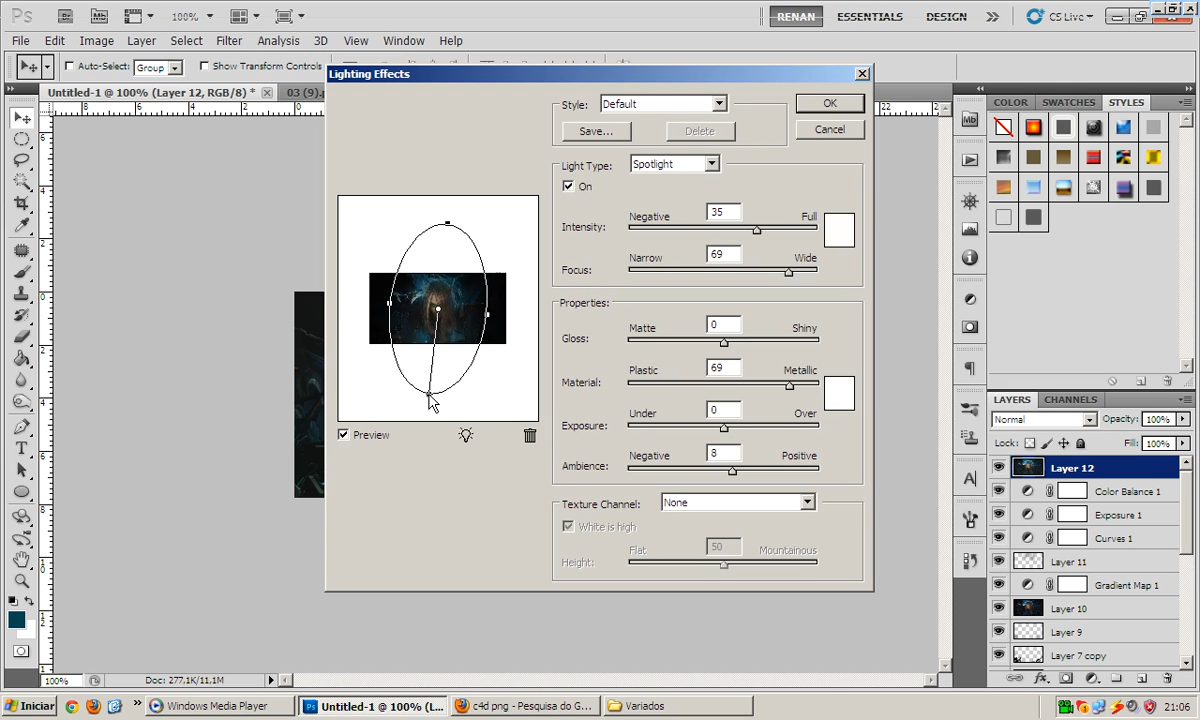 Ps
Br
Mb
100%
RENAN
ESSENTIALS
DESIGN
CS Live
File Edit Image Layer Select Filter Analysis 3D View Window Help
Auto-Select: Group
Show Transform Controls
Untitled-1 @ 100% (Layer 12, RGB/8) *
03 (9).
Lighting Effects
Style: Default
OK
Save...
Delete
Cancel
Light Type: Spotlight
On
Negative 35 Full
Intensity:
Narrow 69 Wide
Focus:
Properties:
Matte 0 Shiny
Gloss:
Plastic 69 Metallic
Material:
Under 0 Over
Exposure:
Negative 8 Positive
Ambience:
Preview
Texture Channel: None
White is high
Flat 50 Mountainous
Height:
COLOR SWATCHES STYLES
LAYERS CHANNELS
Normal
Opacity: 100%
Lock:
Fill: 100%
Layer 12
Color Balance 1
Exposure 1
Curves 1
Layer 11
Gradient Map 1
Layer 10
Layer 9
Layer 7 copy
100%
Doc: 277,1K/11,1M
Iniciar
Windows Media Player
Untitled-1 @ 100% (L...
c4d png - Pesquisa do G...
Variados
21:06